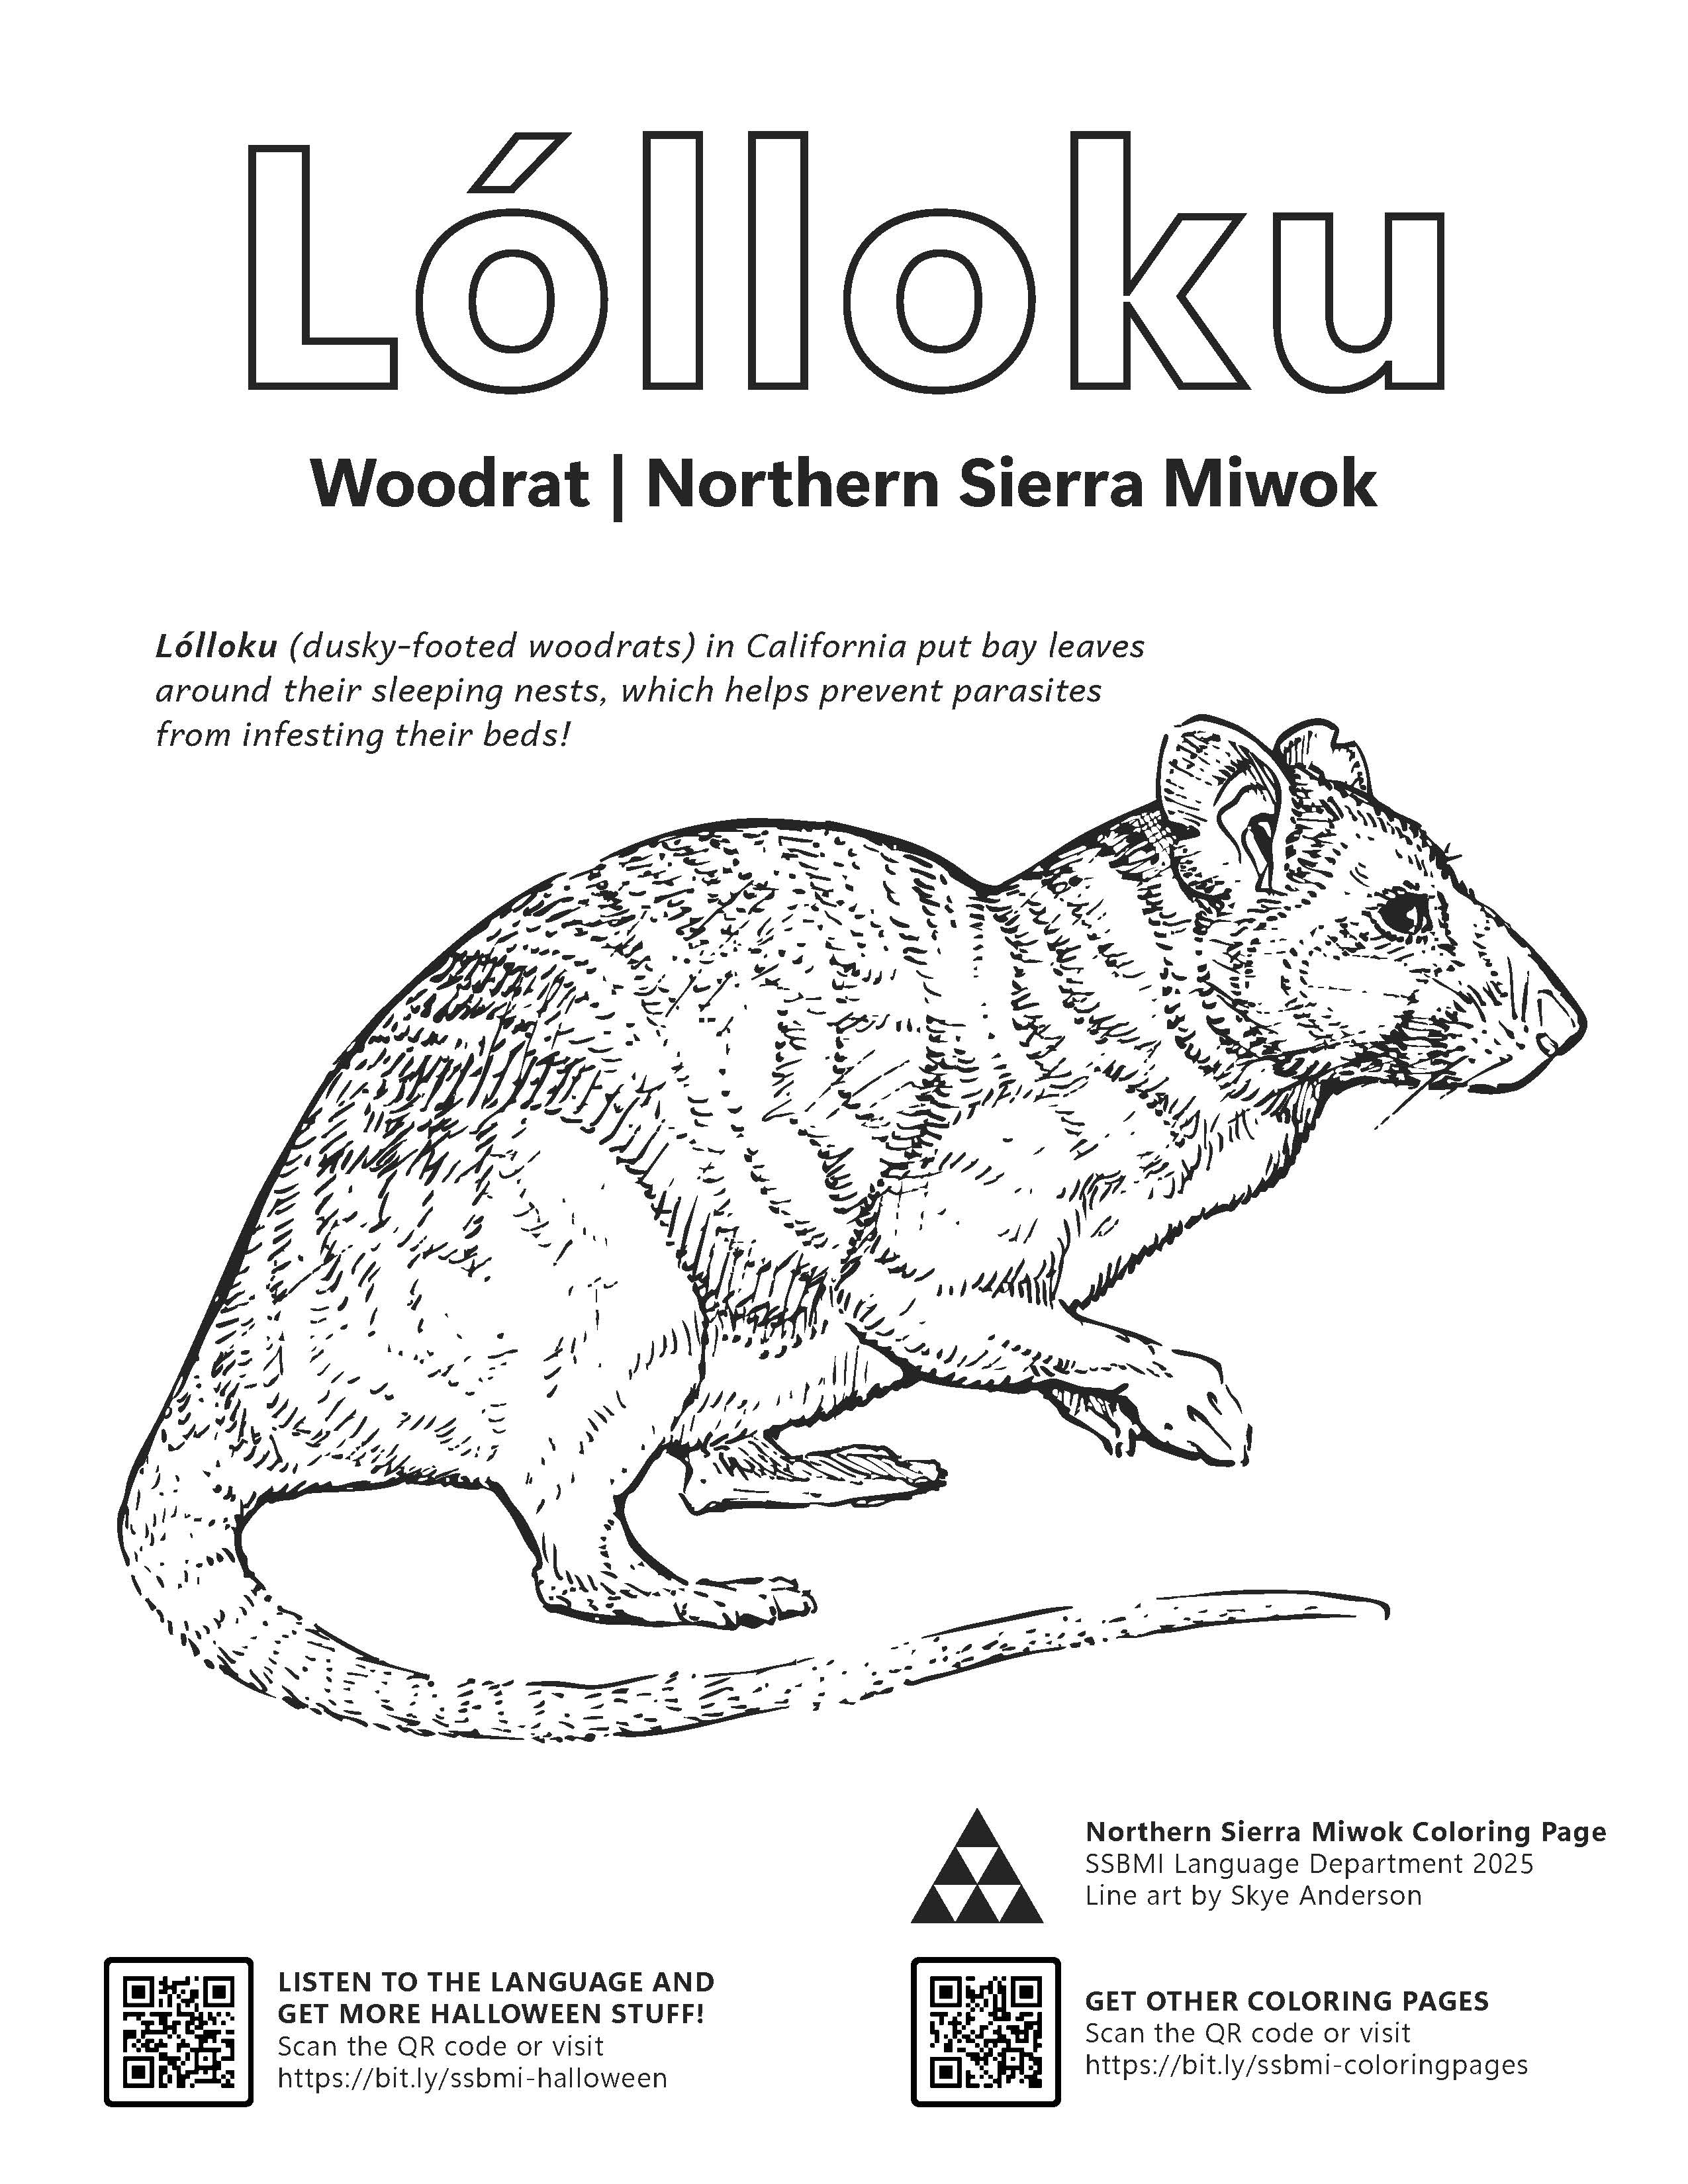 Lólloku
Woodrat | Northern Sierra Miwok
Lólloku (dusky-footed woodrats) in California put bay leaves
around their sleeping nests, which helps prevent parasites
from infesting their beds!
Northern Sierra Miwok Coloring Page
SSBMI Language Department 2025
Line art by Skye Anderson
LISTEN TO THE LANGUAGE AND
GET MORE HALLOWEEN STUFF!
Scan the QR code or visit
https://bit.ly/ssbmi-halloween
GET OTHER COLORING PAGES
Scan the QR code or visit
https://bit.ly/ssbmi-coloringpages